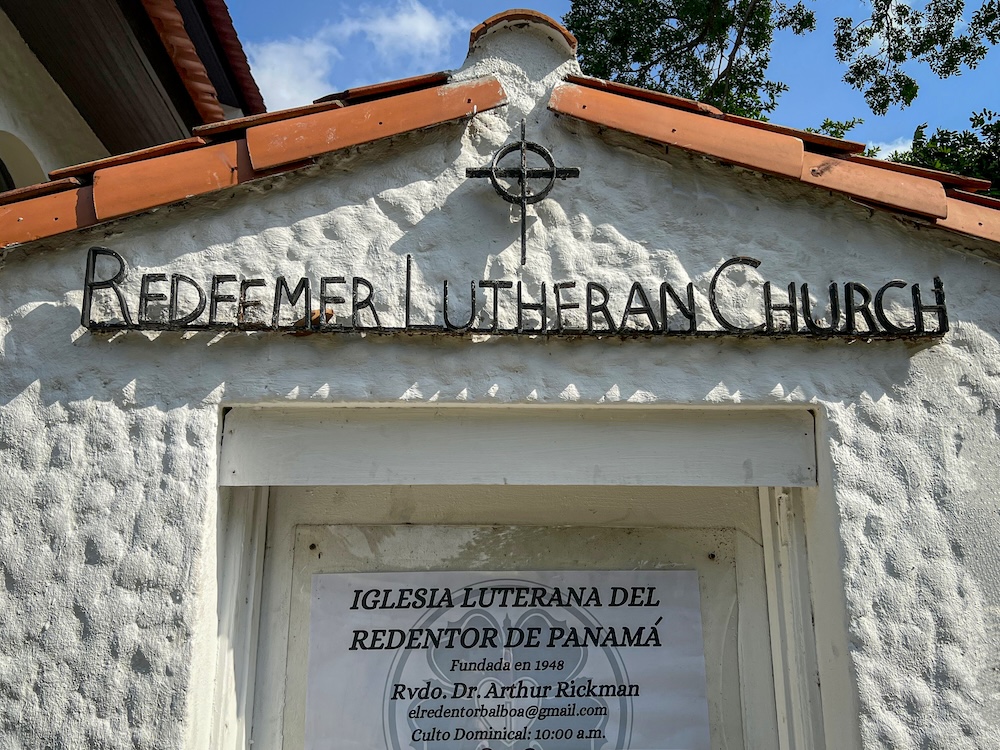 REDEEMER LUTHERAN CHURCH
IGLESIA LUTERANA DEL
REDENTOR DE PANAMÁ
Fundada en 1948
Rvdo. Dr. Arthur Rickman
elredentorbalboa@gmail.com
Culto Dominical: 10:00 a.m.